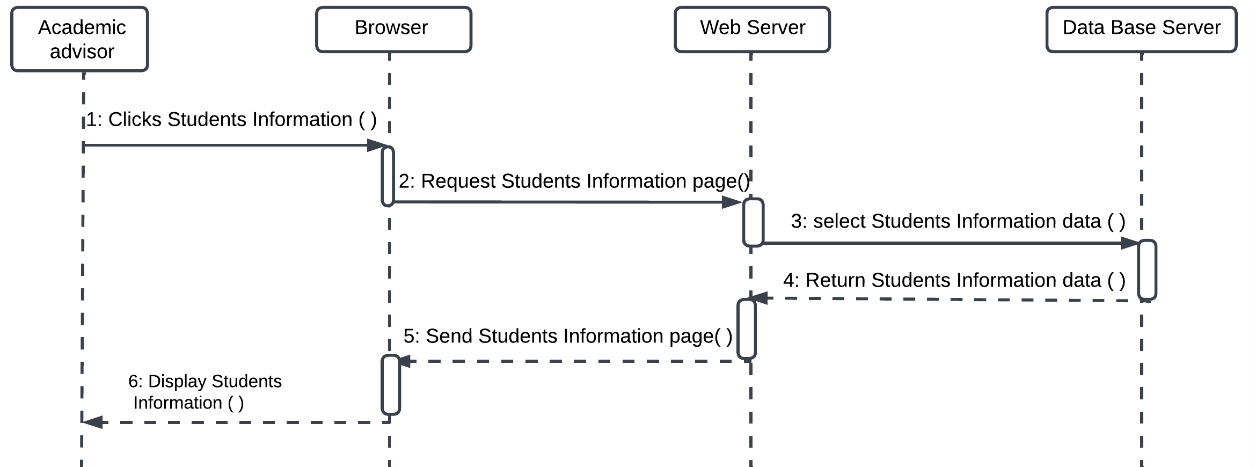 Academic
advisor
Browser
Web Server
Data Base Server
1: Clicks Students Information ( )
2: Request Students Information page()
3: select Students Information data ( )
4: Return Students Information data ( )
5: Send Students Information page( )
6: Display Students
Information ( )